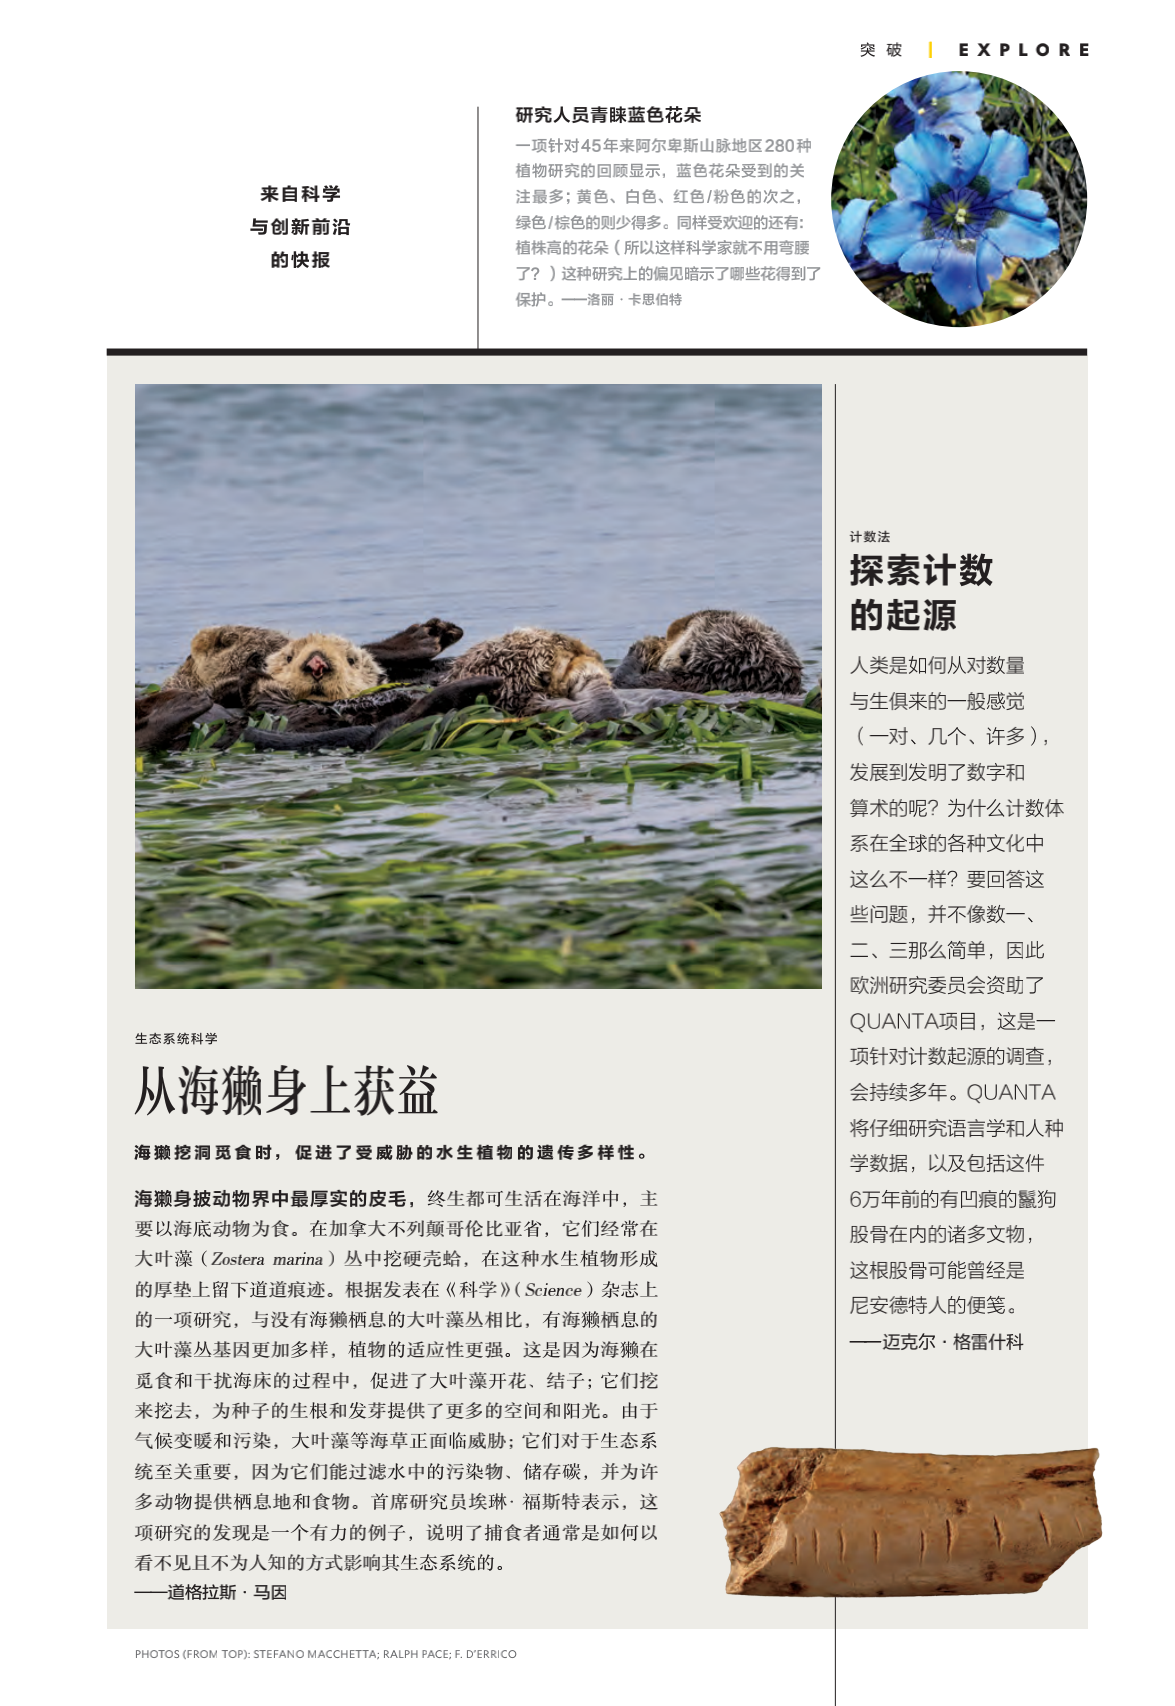 突破 | EXPLORE
来自科学
与创新前沿
的快报
研究人员青睐蓝色花朵
一项针对45年来阿尔卑斯山脉地区280种
植物研究的回顾显示，蓝色花朵受到的关
注最多；黄色、白色、红色/粉色的次之，
绿色/棕色的则少得多。同样受欢迎的还有：
植株高的花朵（所以这样科学家就不用弯腰
了？）这种研究上的偏见暗示了哪些花得到了
保护。——洛丽·卡思伯特
生态系统科学
从海獭身上获益
海獭挖洞觅食时，促进了受威胁的水生植物的遗传多样性。
海獭身披动物界中最厚实的皮毛，终生都可生活在海洋中，主
要以海底动物为食。在加拿大不列颠哥伦比亚省，它们经常在
大叶藻（Zostera marina）丛中挖硬壳蛤，在这种水生植物形成
的厚垫上留下道道痕迹。根据发表在《科学》（Science）杂志上
的一项研究，与没有海獭栖息的大叶藻丛相比，有海獭栖息的
大叶藻丛基因更加多样，植物的适应性更强。这是因为海獭在
觅食和干扰海床的过程中，促进了大叶藻开花、结子；它们挖
来挖去，为种子的生根和发芽提供了更多的空间和阳光。由于
气候变暖和污染，大叶藻等海草正面临威胁；它们对于生态系
统至关重要，因为它们能过滤水中的污染物、储存碳，并为许
多动物提供栖息地和食物。首席研究员埃琳·福斯特表示，这
项研究的发现是一个有力的例子，说明了捕食者通常是如何以
看不见且不为人知的方式影响其生态系统的。
——道格拉斯·马因
计数法
探索计数
的起源
人类是如何从对数量
与生俱来的一般感觉
（一对、几个、许多），
发展到发明了数字和
算术的呢？为什么计数体
系在全球的各种文化中
这么不一样？要回答这
些问题，并不像数一、
二、三那么简单，因此
欧洲研究委员会资助了
QUANTA项目，这是一
项针对计数起源的调查，
会持续多年。QUANTA
将仔细研究语言学和人种
学数据，以及包括这件
6万年前的有凹痕的鬣狗
股骨在内的诸多文物，
这根股骨可能曾经是
尼安德特人的便笺。
——迈克尔·格雷什科
PHOTOS (FROM TOP): STEFANO MACCHETTA; RALPH PACE; F. D'ERRICO